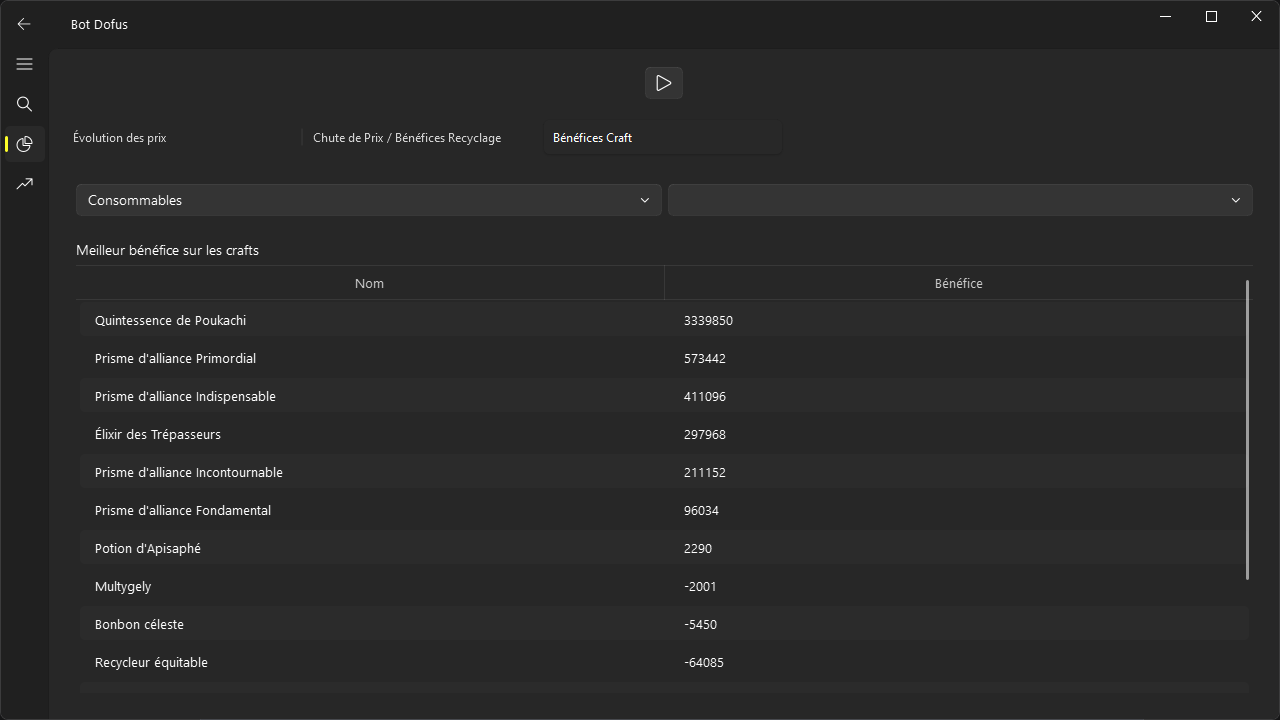 Bot Dofus
Évolution des prix
Chute de Prix / Bénéfices Recyclage
Bénéfices Craft
Consommables
Meilleur bénéfice sur les crafts
Nom Bénéfice
Quintessence de Poukachi 3339850
Prisme d'alliance Primordial 573442
Prisme d'alliance Indispensable 411096
Élixir des Trépasseurs 297968
Prisme d'alliance Incontournable 211152
Prisme d'alliance Fondamental 96034
Potion d'Apisaphé 2290
Multygely -2001
Bonbon céleste -5450
Recycleur équitable -64085